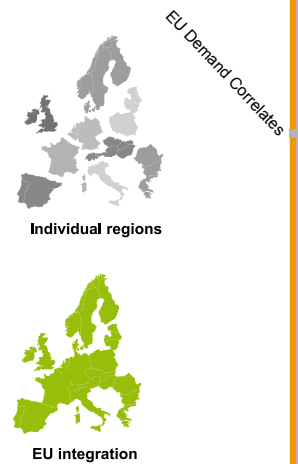 EU Demand Correlates
Individual regions
EU integration